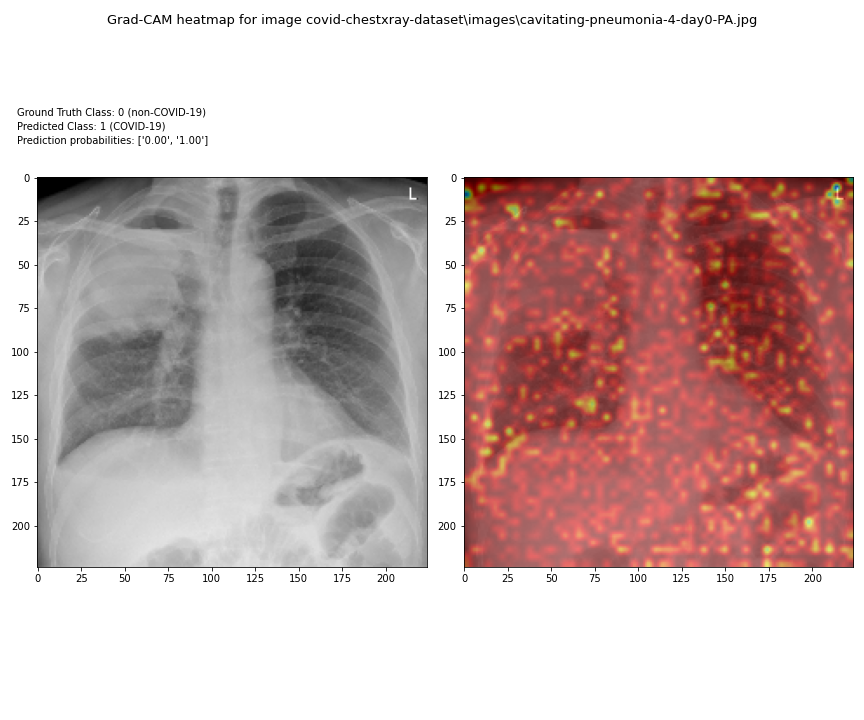 Grad-CAM heatmap for image covid-chestxray-dataset\images\cavitating-pneumonia-4-day0-PA.jpg
Ground Truth Class: 0 (non-COVID-19)
Predicted Class: 1 (COVID-19)
Prediction probabilities: ['0.00', '1.00']
0
25
50
75
100
125
150
175
200
L
0 25 50 75 100 125 150 175 200
0
25
50
75
100
125
150
175
200
L
0 25 50 75 100 125 150 175 200